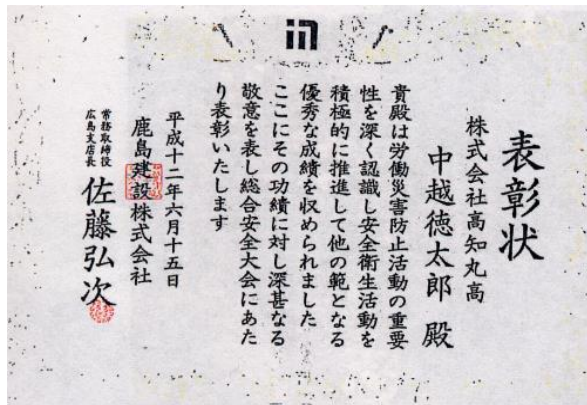 表彰状
株式会社高知丸高
中越徳太郎 殿
貴殿は労働災害防止活動の重要
性を深く認識し安全衛生活動を
積極的に推進して他の範となる
優秀な成績を収められました
ここにその功績に対し深甚なる
敬意を表し総合安全大会にあた
り表彰いたします
平成十二年六月十五日
鹿島建設株式会社
常務取締役
広島支店長
佐藤弘次